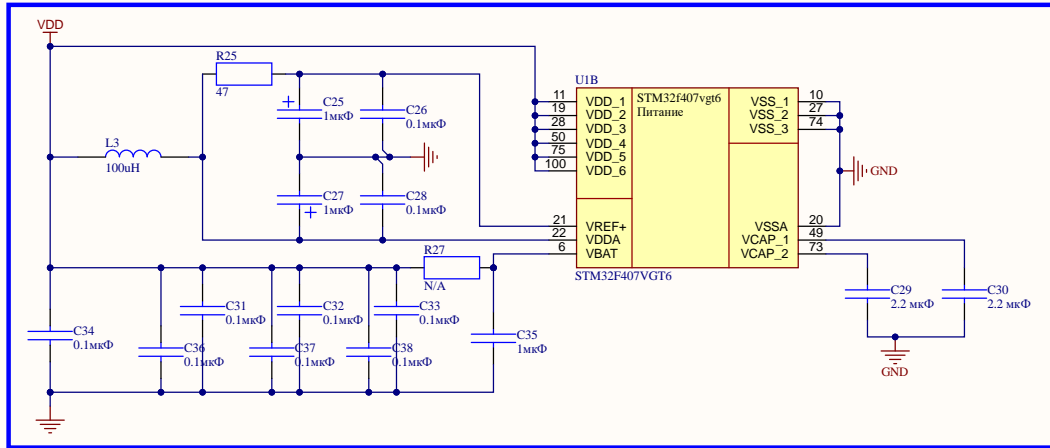 VDD
R25
47
C25
1мкФ
C26
0.1мкФ
L3
100uH
C27
1мкФ
C28
0.1мкФ
U1B
STM32f407vgt6
Питание
11 VDD_1
19 VDD_2
28 VDD_3
50 VDD_4
75 VDD_5
100 VDD_6
21 VREF+
22 VDDA
6 VBAT
VSS_1 10
VSS_2 27
VSS_3 74
GND
VSSA 20
VCAP_1 49
VCAP_2 73
STM32F407VGT6
R27
N/A
C29
2.2 мкФ
C30
2.2 мкФ
GND
C31
0.1мкФ
C32
0.1мкФ
C33
0.1мкФ
C34
0.1мкФ
C36
0.1мкФ
C37
0.1мкФ
C38
0.1мкФ
C35
1мкФ